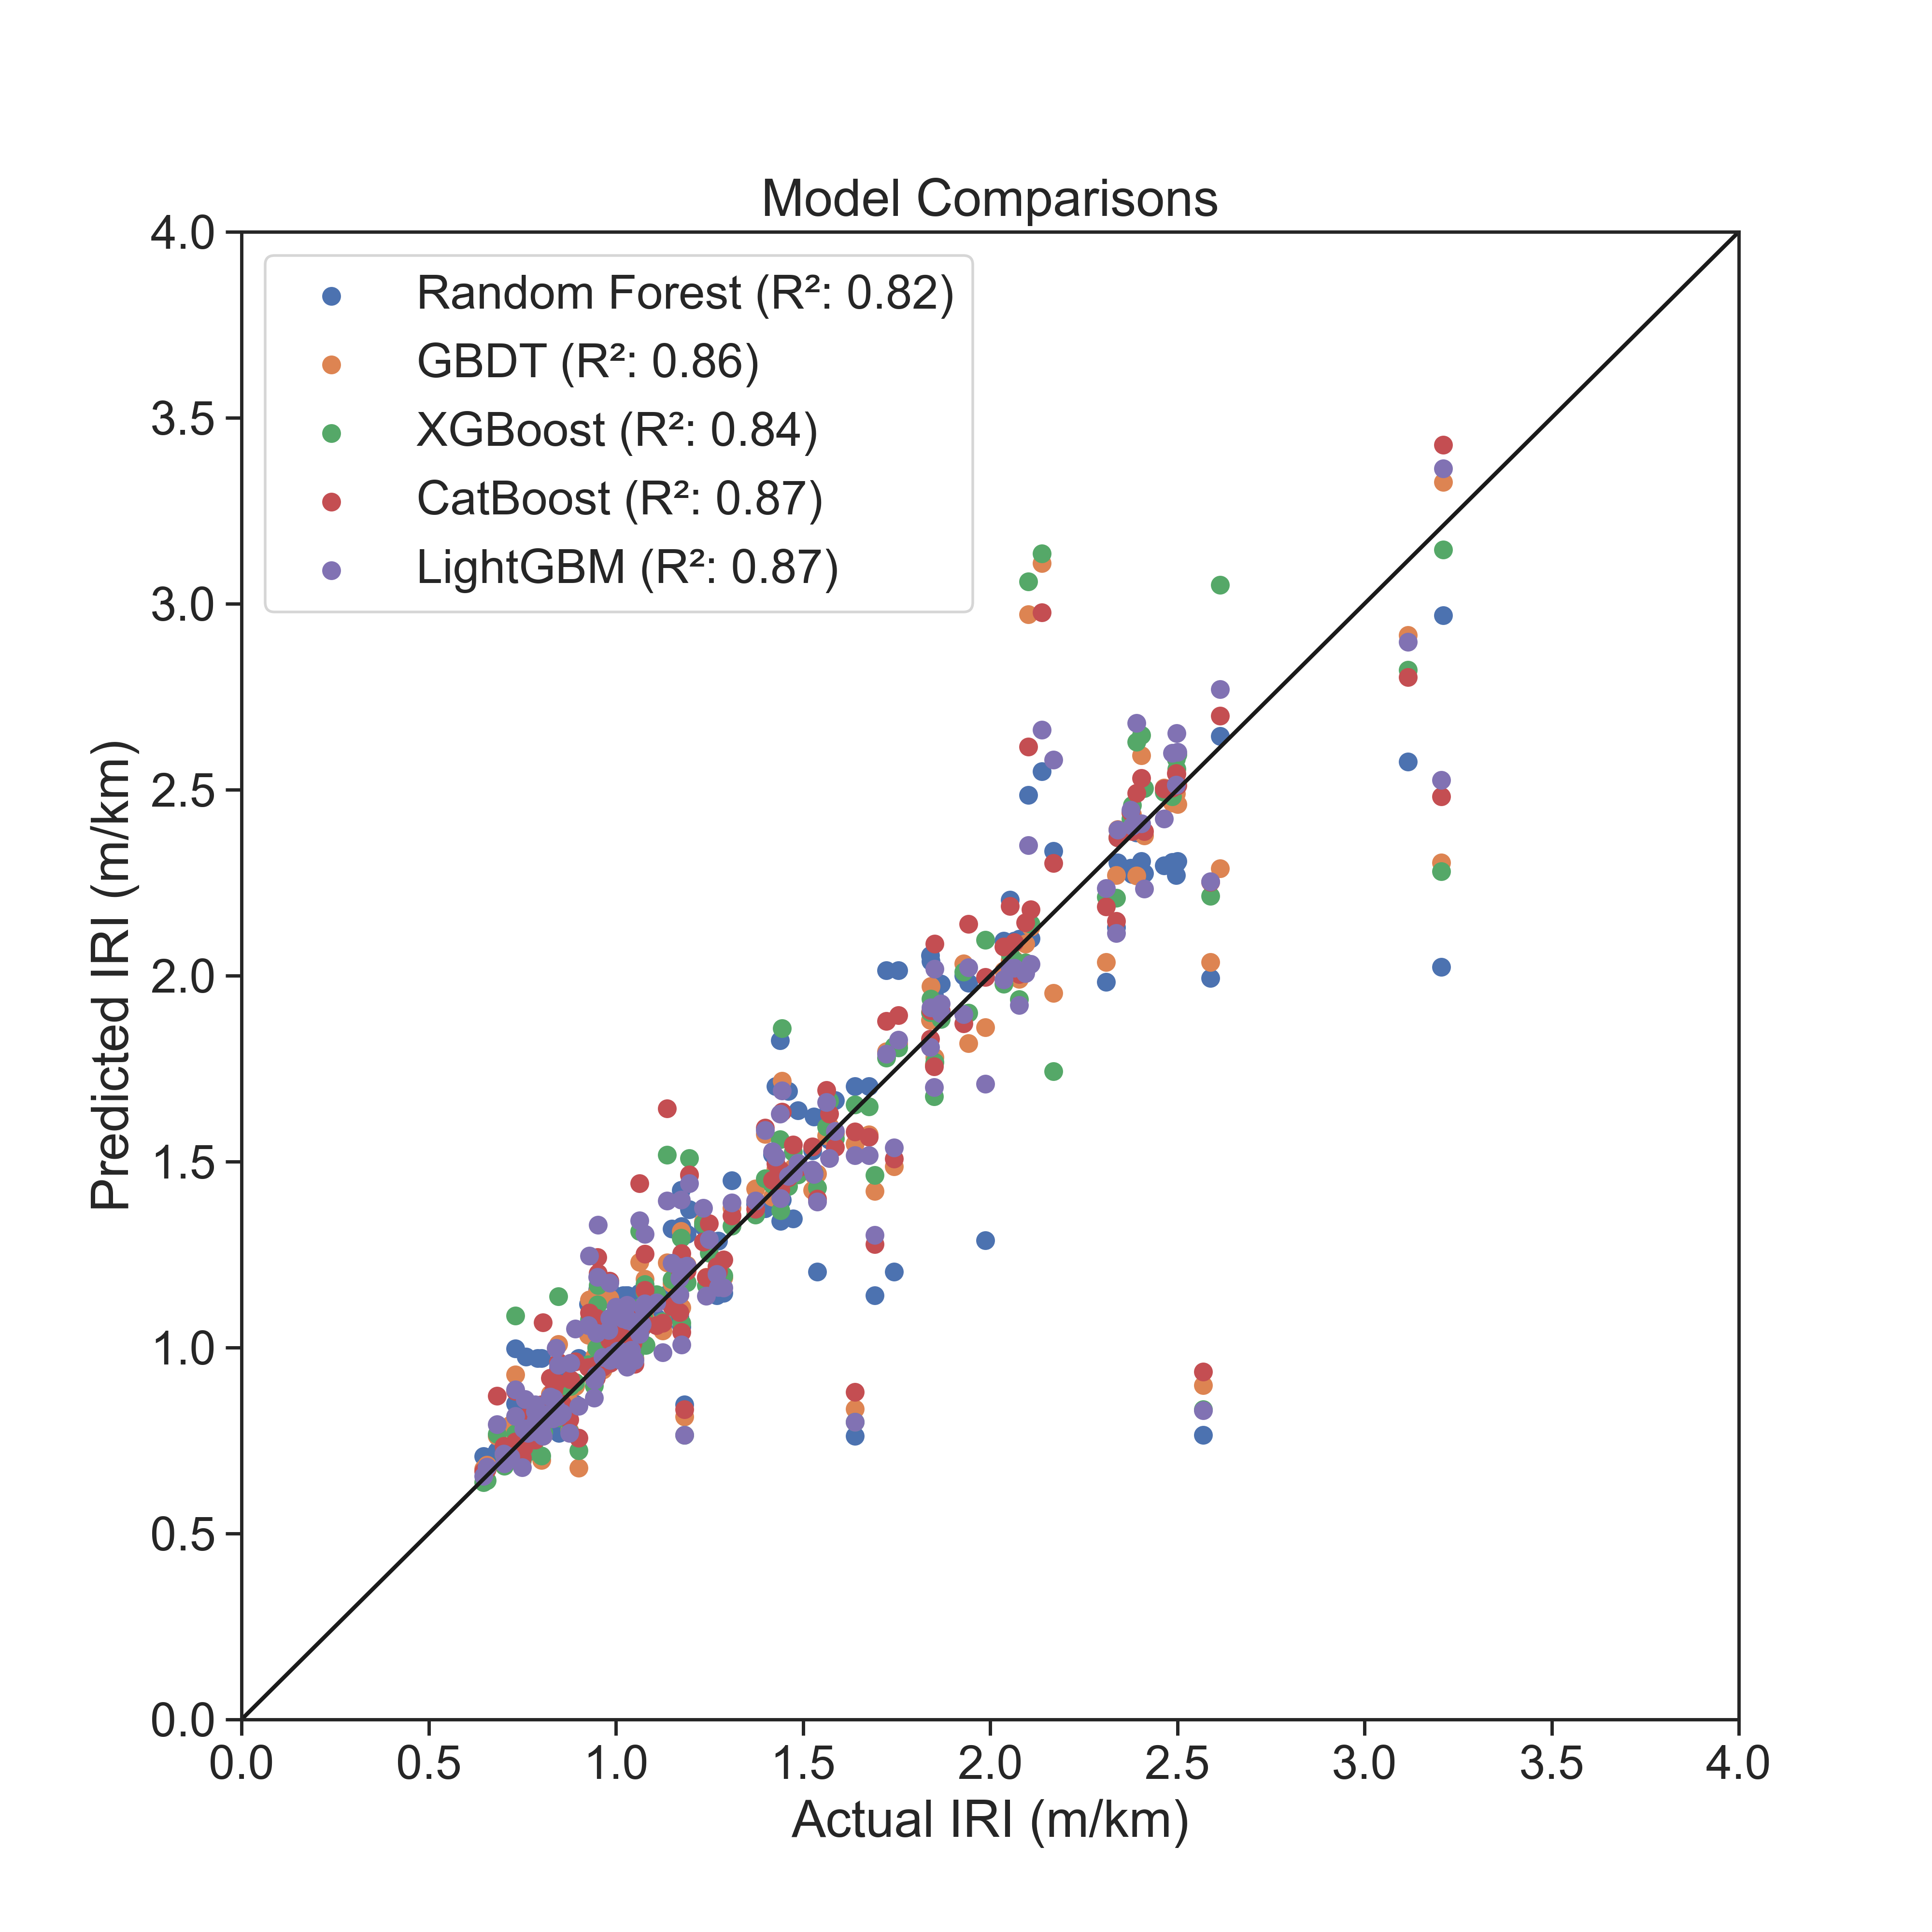 Model Comparisons
4.0
3.5
3.0
2.5
2.0
1.5
1.0
0.5
0.0
Predicted IRI (m/km)
Random Forest (R²: 0.82)
GBDT (R²: 0.86)
XGBoost (R²: 0.84)
CatBoost (R²: 0.87)
LightGBM (R²: 0.87)
0.0 0.5 1.0 1.5 2.0 2.5 3.0 3.5 4.0
Actual IRI (m/km)